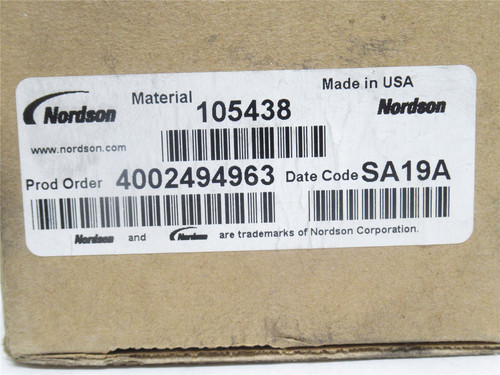 Nordson Material 105438 Made in USA Nordson
www.nordson.com
Prod Order 4002494963 Date Code SA19A
Nordson and Nordson are trademarks of Nordson Corporation.